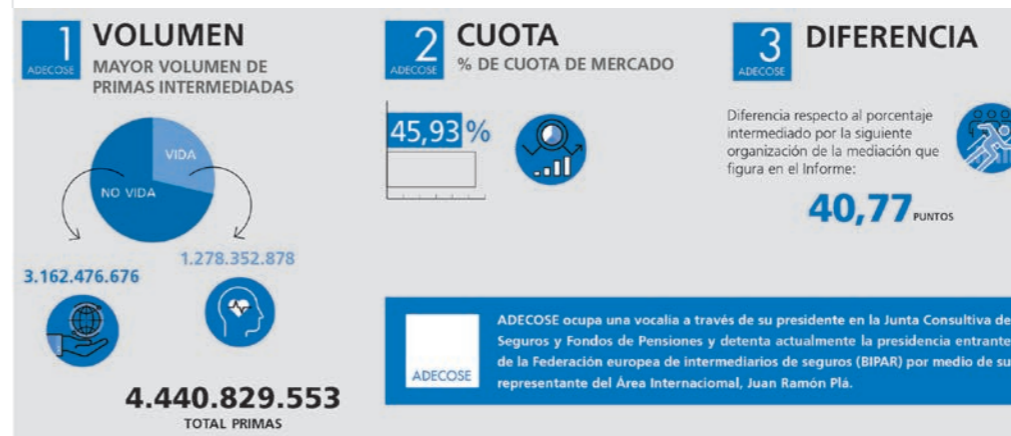 1
ADECOSE
VOLUMEN
MAYOR VOLUMEN DE
PRIMAS INTERMEDIADAS
VIDA
NO VIDA
1.278.352.878
3.162.476.676
4.440.829.553
TOTAL PRIMAS
2
ADECOSE
CUOTA
% DE CUOTA DE MERCADO
45,93 %
3
ADECOSE
DIFERENCIA
Diferencia respecto al porcentaje
intermediado por la siguiente
organización de la mediación que
figura en el Informe:
40,77 PUNTOS
ADECOSE
ADECOSE ocupa una vocalia a través de su presidente en la Junta Consultiva de
Seguros y Fondos de Pensiones y detenta actualmente la presidencia entrante
de la Federación europea de intermediarios de seguros (BIPAR) por medio de su
representante del Área Internaciomal, Juan Ramón Plá.